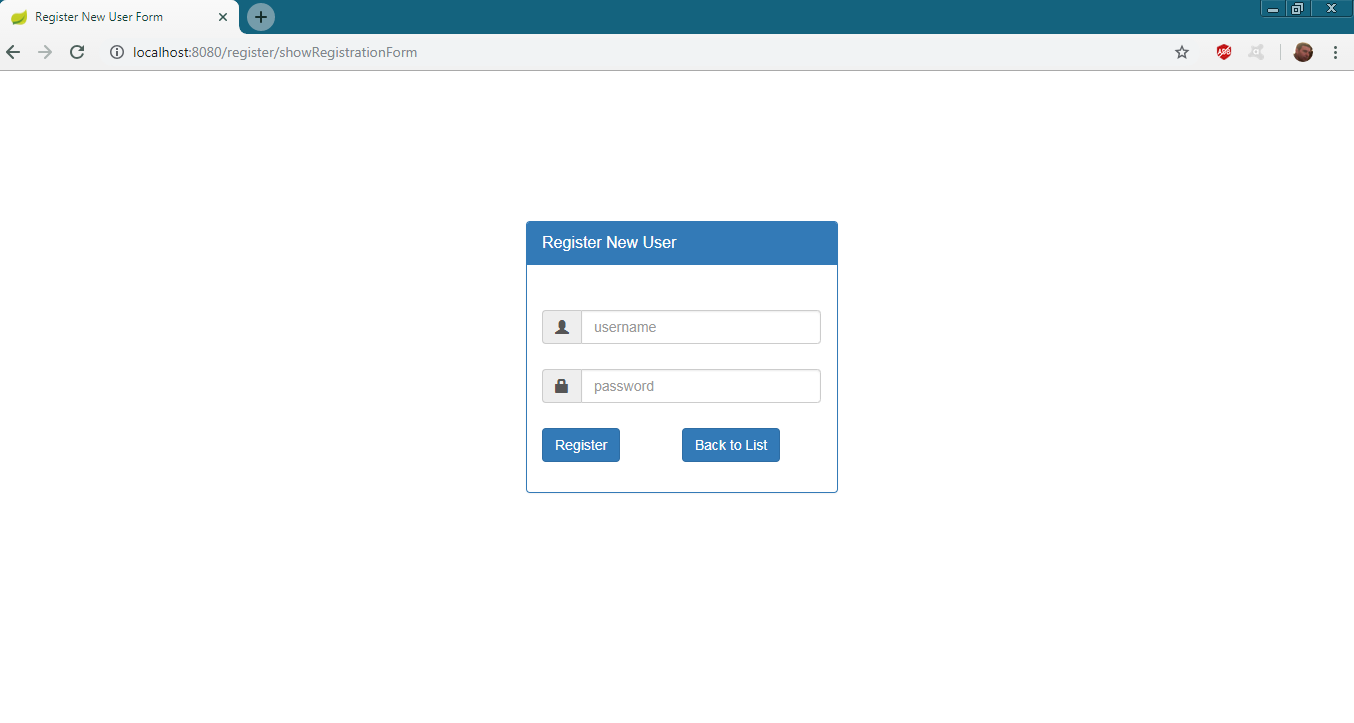 Register New User Form
localhost:8080/register/showRegistrationForm
ABP
Register New User
username
password
Register
Back to List